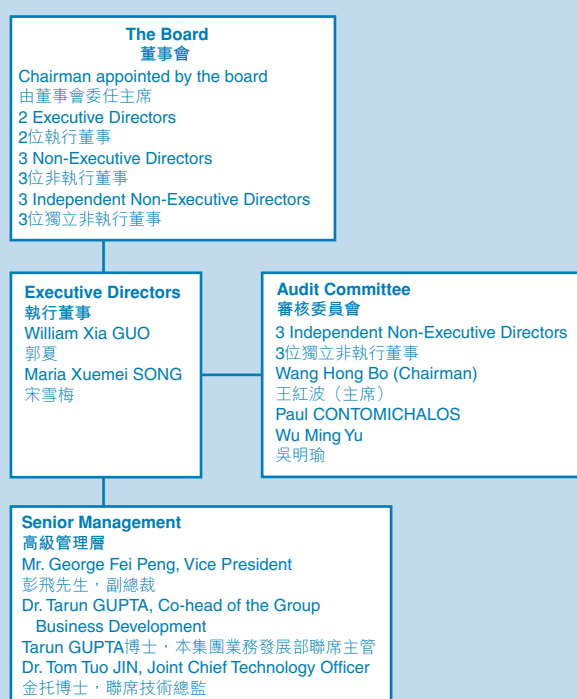 The Board
董事會
Chairman appointed by the board
由董事會委任主席
2 Executive Directors
2位執行董事
3 Non-Executive Directors
3位非執行董事
3 Independent Non-Executive Directors
3位獨立非執行董事
Executive Directors
執行董事
William Xia GUO
郭夏
Maria Xuemei SONG
宋雪梅
Audit Committee
審核委員會
3 Independent Non-Executive Directors
3位獨立非執行董事
Wang Hong Bo (Chairman)
王紅波（主席）
Paul CONTOMICHALOS
Wu Ming Yu
吳明瑜
Senior Management
高級管理層
Mr. George Fei Peng, Vice President
彭飛先生，副總裁
Dr. Tarun GUPTA, Co-head of the Group
Business Development
Tarun GUPTA博士，本集團業務發展部聯席主管
Dr. Tom Tuo JIN, Joint Chief Technology Officer
金托博士，聯席技術總監